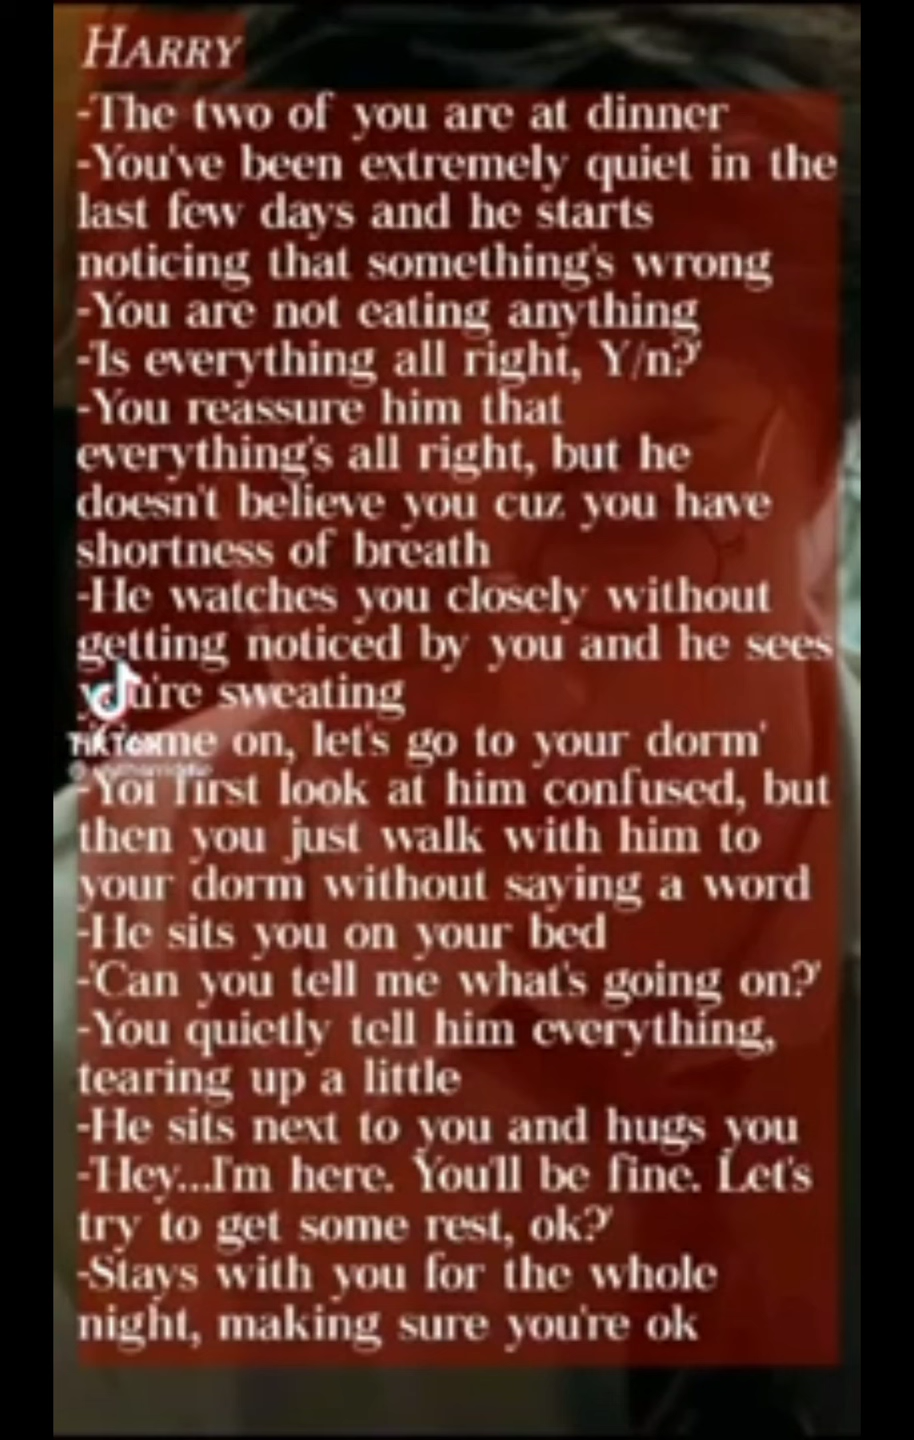 HARRY
-The two of you are at dinner
-You've been extremely quiet in the
last few days and he starts
noticing that something's wrong
-You are not eating anything
-'Is everything all right, Y/n?'
-You reassure him that
everything's all right, but he
doesn't believe you cuz you have
shortness of breath
-He watches you closely without
getting noticed by you and he sees
you're sweating
on, let's go to your dorm'
TikTok
first look at him confused, but
then you just walk with him to
your dorm without saying a word
-He sits you on your bed
-'Can you tell me what's going on?'
-You quietly tell him everything,
tearing up a little
-He sits next to you and hugs you
-'Hey...I'm here. You'll be fine. Let's
try to get some rest, ok?'
-Stays with you for the whole
night, making sure you're ok